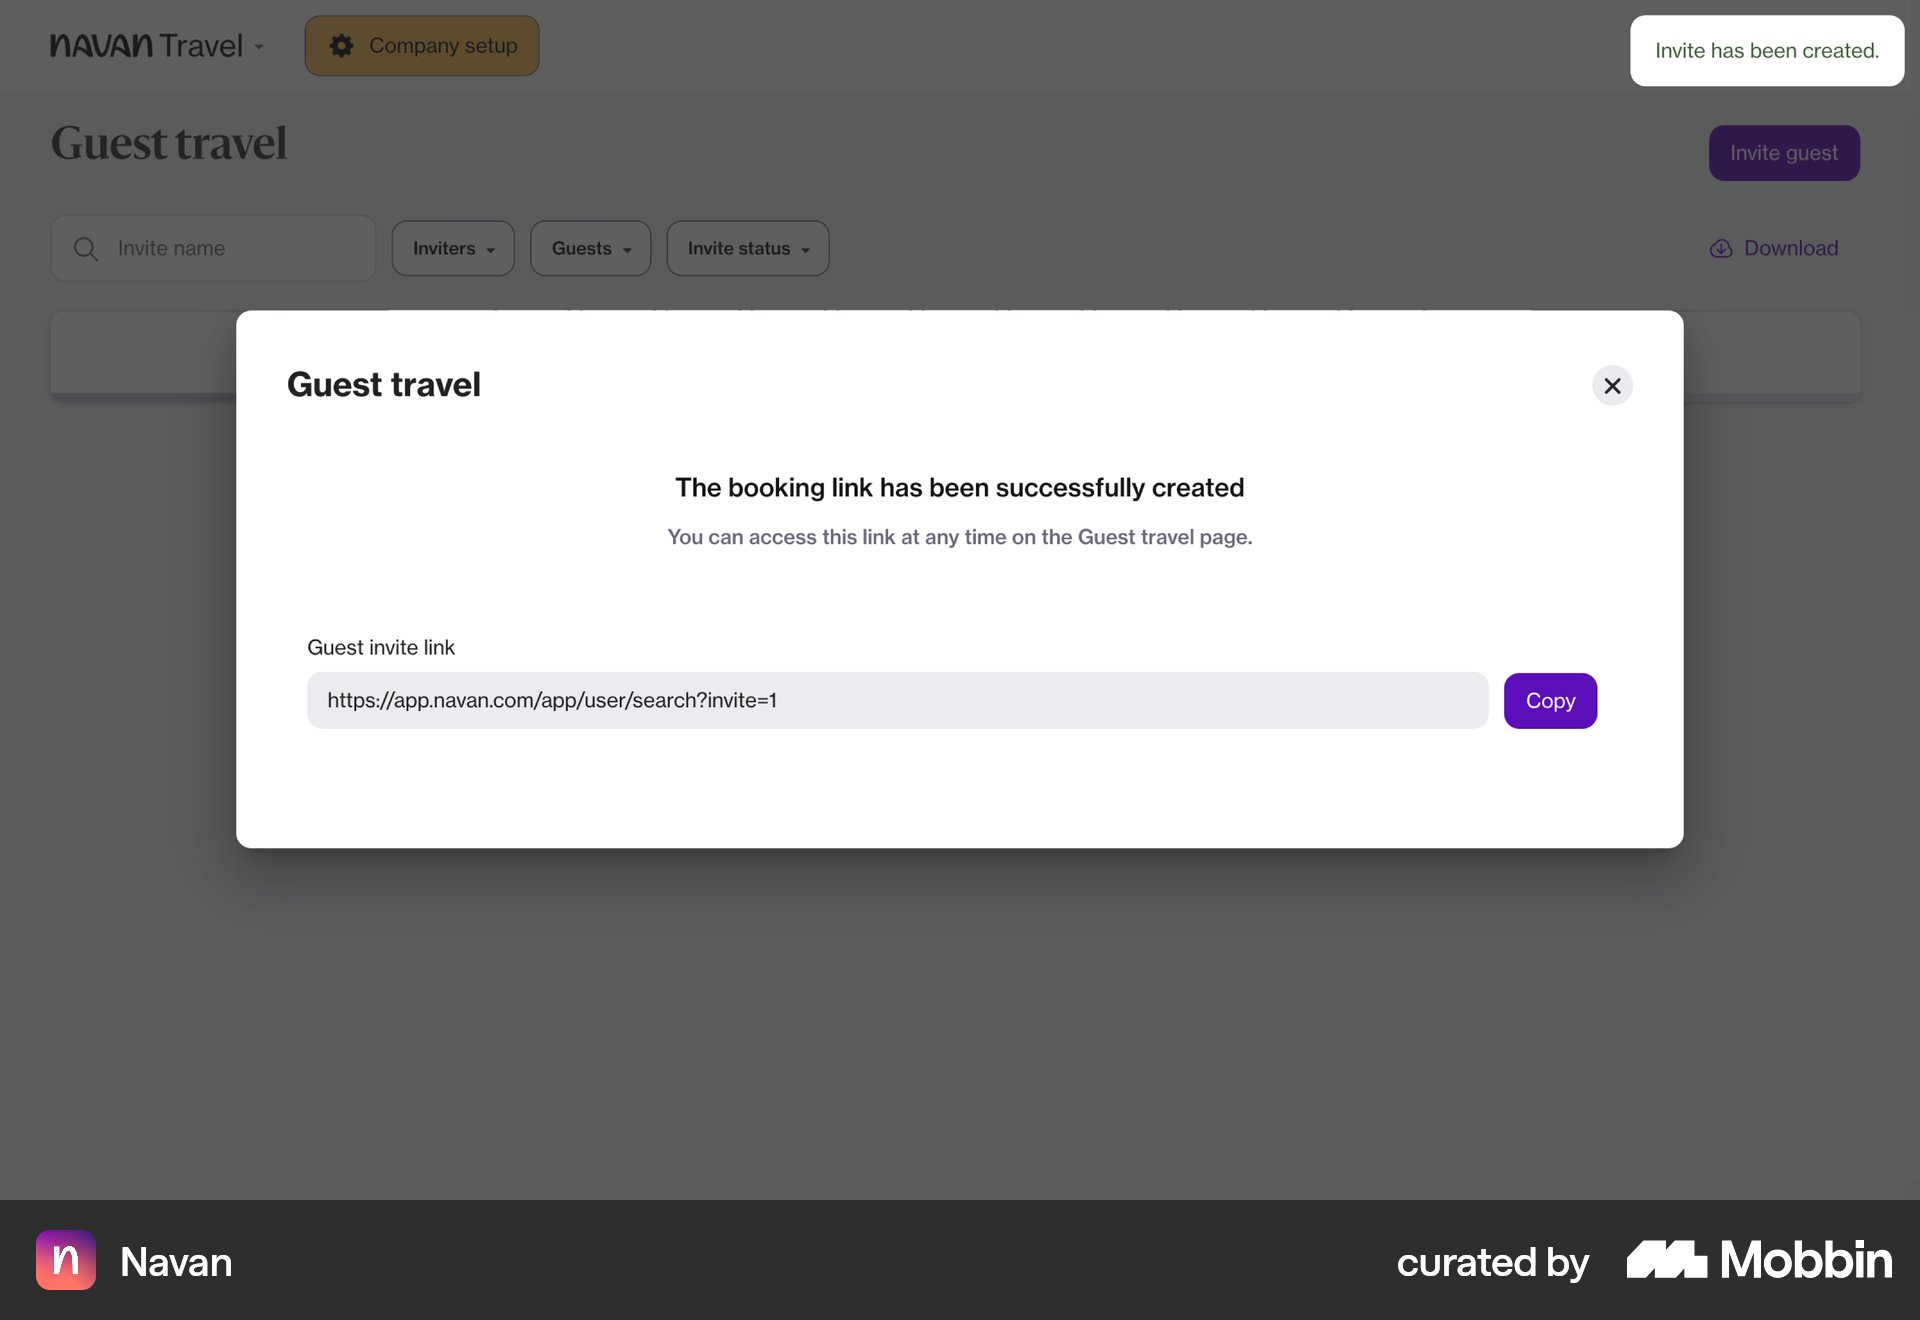 NAVAN Travel
Company setup
Invite has been created.
Guest travel
Invite guest
Invite name
Inviters
Guests
Invite status
Download
Guest travel
The booking link has been successfully created
You can access this link at any time on the Guest travel page.
Guest invite link
https://app.navan.com/app/user/search?invite=1
Copy
n
Navan
curated by
Mobbin